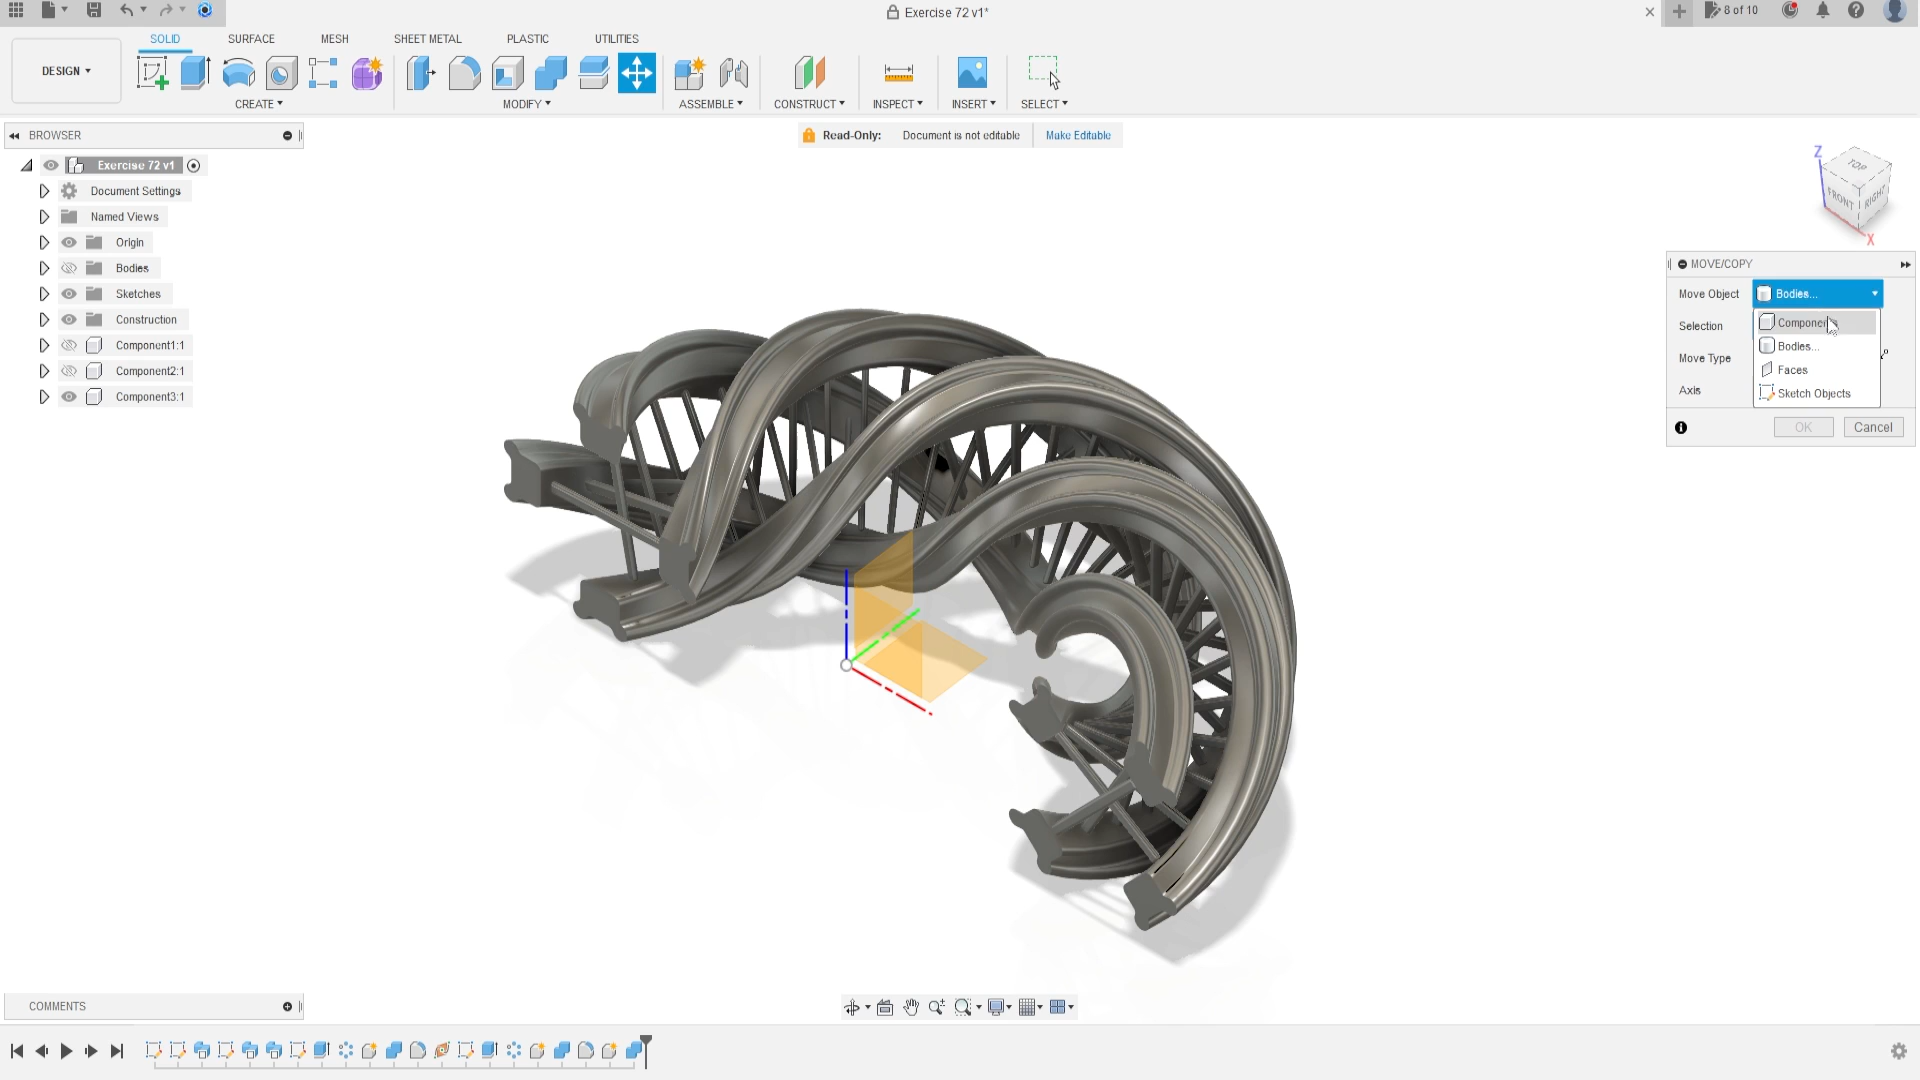 Exercise 72 v1*
8 of 10
DESIGN
SOLID
SURFACE
MESH
SHEET METAL
PLASTIC
UTILITIES
CREATE
MODIFY
ASSEMBLE
CONSTRUCT
INSPECT
INSERT
SELECT
BROWSER
Read-Only: Document is not editable Make Editable
Exercise 72 v1
Document Settings
Named Views
Origin
Bodies
Sketches
Construction
Component1:1
Component2:1
Component3:1
Z
TOP
FRONT
RIGHT
X
MOVE/COPY
Move Object Bodies...
Selection
Move Type
Axis
Bodies...
Faces
Sketch Objects
OK
Cancel
COMMENTS